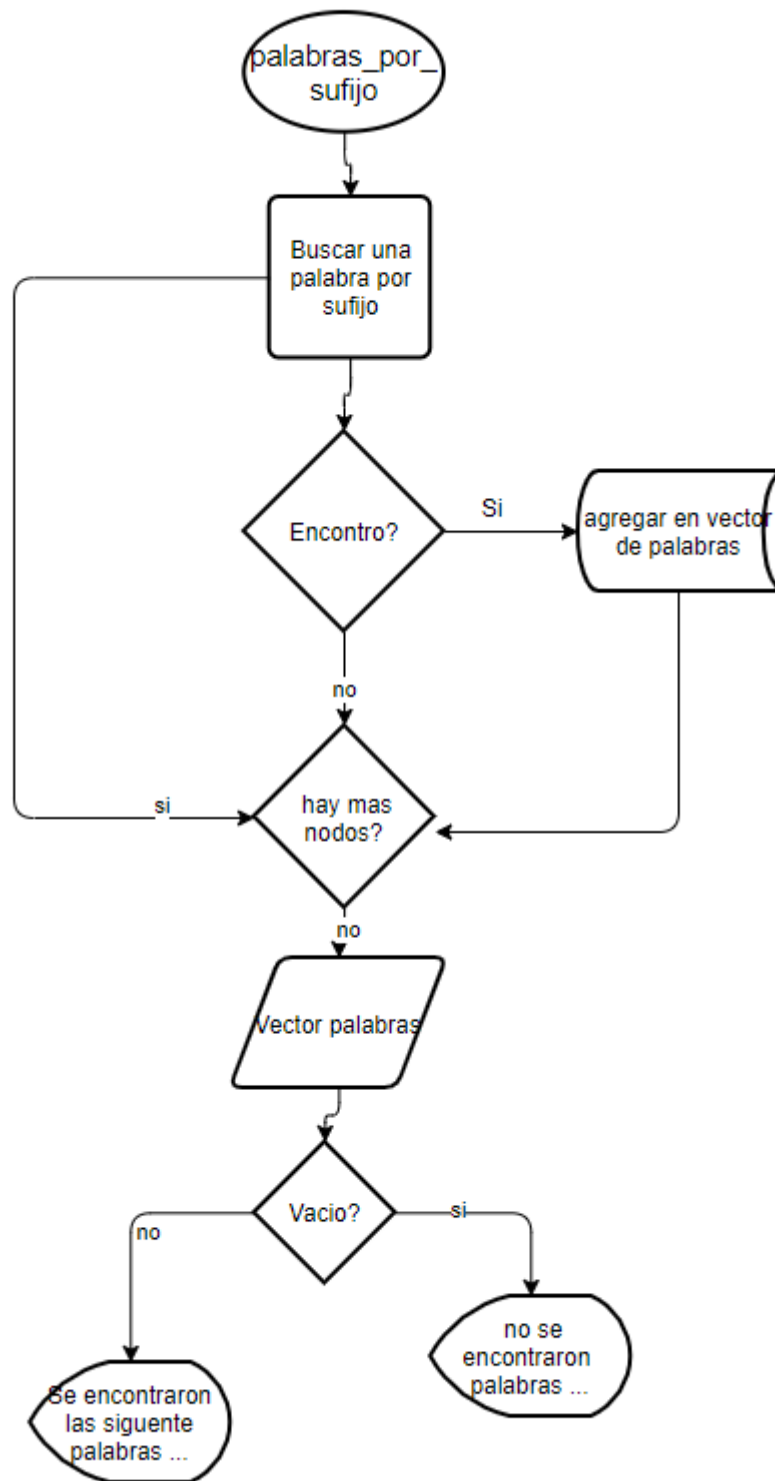 palabras_por_
sufijo
Buscar una
palabra por
sufijo
Encontro?
Si
agregar en vector
de palabras
no
hay mas
nodos?
si
no
Vector palabras
Vacio?
no
si
no se
encontraron
palabras ...
Se encontraron
las siguente
palabras ...